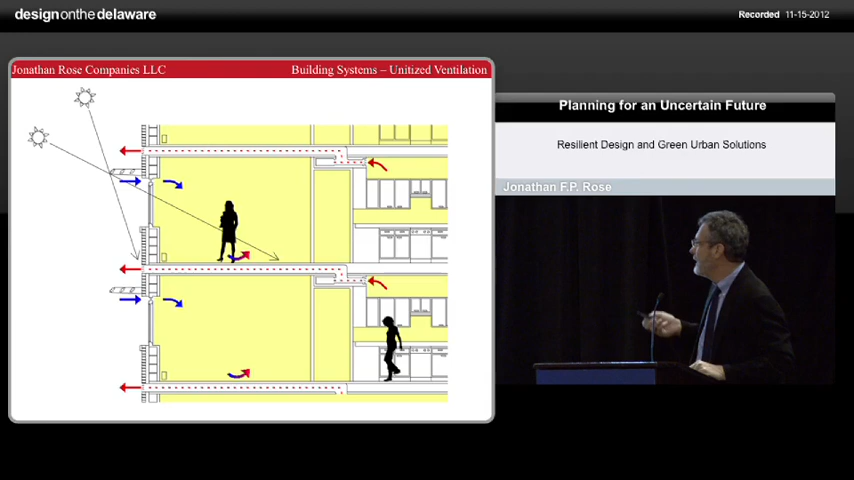 designonthedelaware
Recorded 11-15-2012
Jonathan Rose Companies LLC Building Systems – Unitized Ventilation
Planning for an Uncertain Future
Resilient Design and Green Urban Solutions
Jonathan F.P. Rose